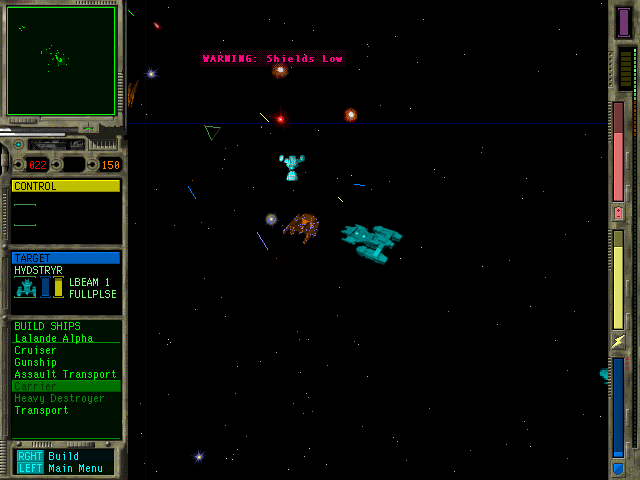 WARNING: Shields Low
022 150
CONTROL
TARGET
HVDSTRYR
LBEAM 1
FULLPLSE
BUILD SHIPS
Lalande Alpha
Cruiser
Gunship
Assault Transport
Carrier
Heavy Destroyer
Transport
RGHT Build
LEFT Main Menu